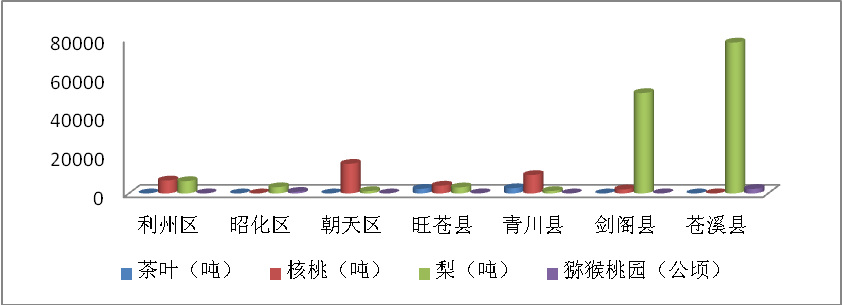 80000
60000
40000
20000
0
利州区 昭化区 朝天区 旺苍县 青川县 剑阁县 苍溪县
茶叶（吨） 核桃（吨） 梨（吨） 猕猴桃园（公顷）